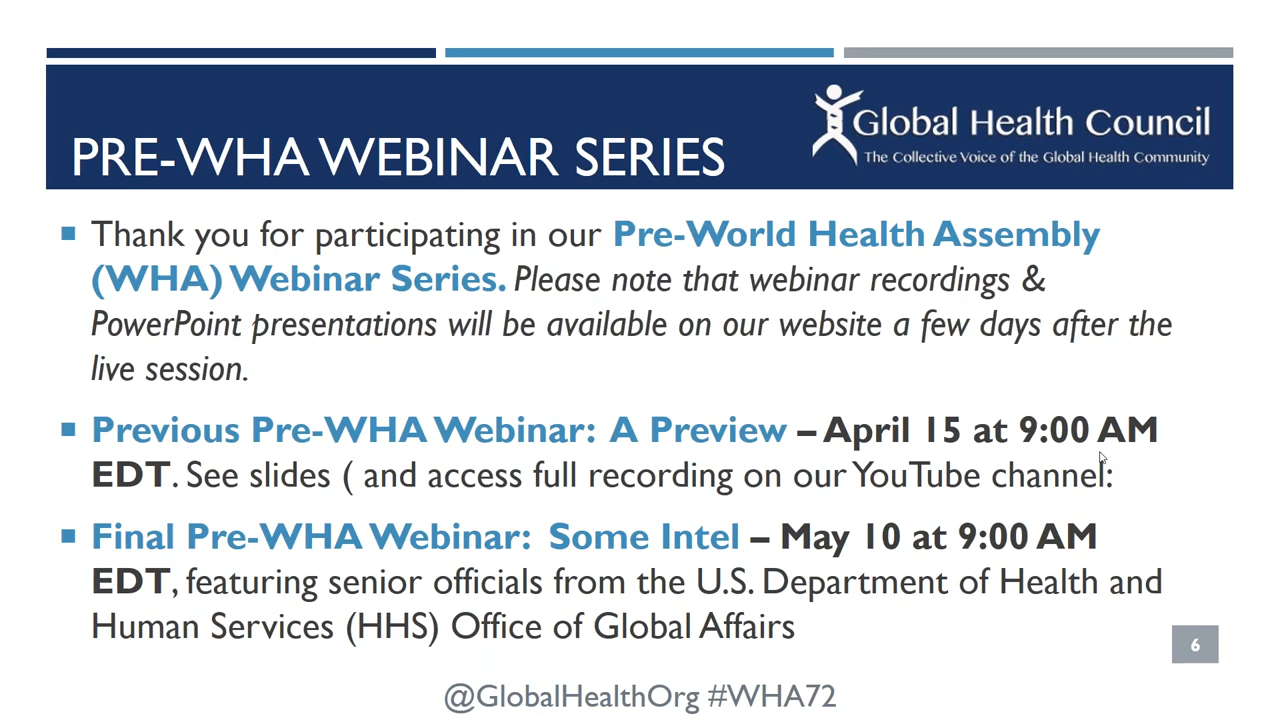 PRE-WHA WEBINAR SERIES
Global Health Council
The Collective Voice of the Global Health Community
Thank you for participating in our Pre-World Health Assembly
(WHA) Webinar Series. Please note that webinar recordings &
PowerPoint presentations will be available on our website a few days after the
live session.
Previous Pre-WHA Webinar: A Preview – April 15 at 9:00 AM
EDT. See slides ( and access full recording on our YouTube channel:
Final Pre-WHA Webinar: Some Intel – May 10 at 9:00 AM
EDT, featuring senior officials from the U.S. Department of Health and
Human Services (HHS) Office of Global Affairs
6
@GlobalHealthOrg #WHA72